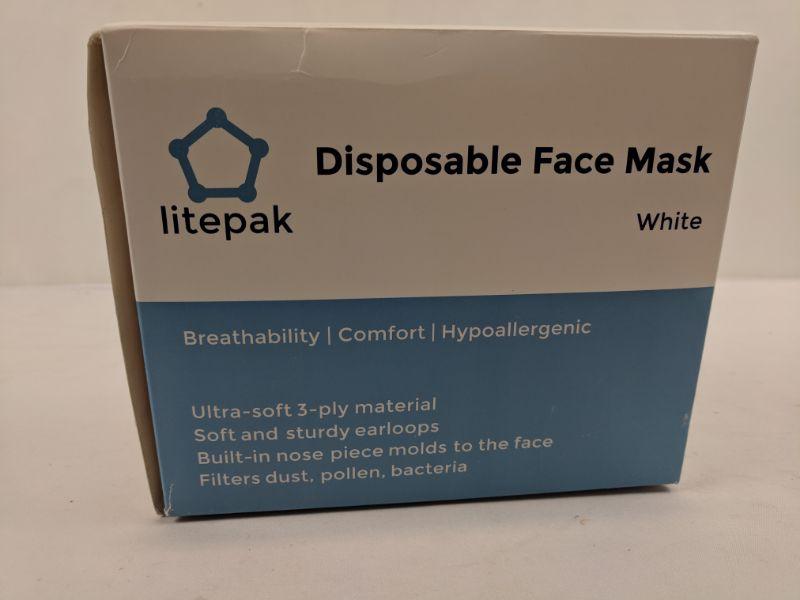 litepak
Disposable Face Mask
White
Breathability | Comfort | Hypoallergenic
Ultra-soft 3-ply material
Soft and sturdy earloops
Built-in nose piece molds to the face
Filters dust, pollen, bacteria